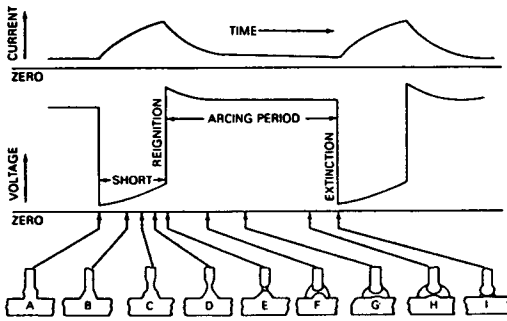 CURRENT
TIME
ZERO
REIGNITION
ARCING PERIOD
EXTINCTION
SHORT
VOLTAGE
ZERO
A B C D E F G H I